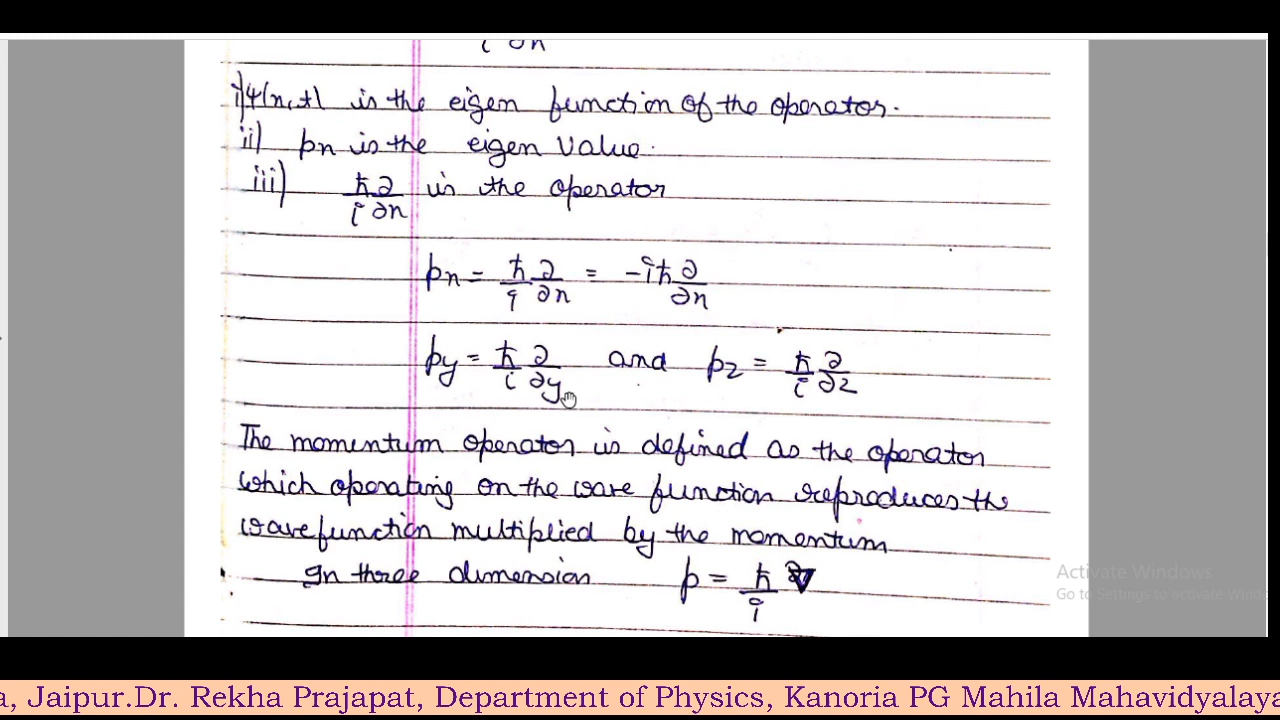 i ∂x
i) Ψ(x,t) is the eigen function of the operator.
ii) px is the eigen value.
iii) ħ/i ∂/∂x is the operator
px = ħ/i ∂/∂x = -iħ ∂/∂x
py = ħ/i ∂/∂y and pz = ħ/i ∂/∂z
The momentum operator is defined as the operator
which operating on the wave function reproduces the
wavefunction multiplied by the momentum
In three dimension p = ħ/i ∇
Activate Windows
Go to Settings to activate Wind
a, Jaipur.Dr. Rekha Prajapat, Department of Physics, Kanoria PG Mahila Mahavidyalaya